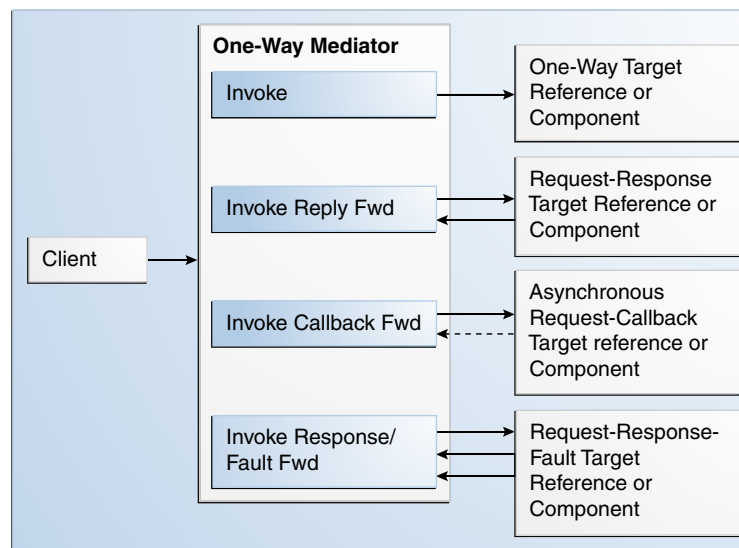 One-Way Mediator
Invoke
One-Way Target
Reference or
Component
Invoke Reply Fwd
Request-Response
Target Reference or
Component
Client
Invoke Callback Fwd
Asynchronous
Request-Callback
Target reference or
Component
Invoke Response/
Fault Fwd
Request-Response-
Fault Target
Reference or
Component